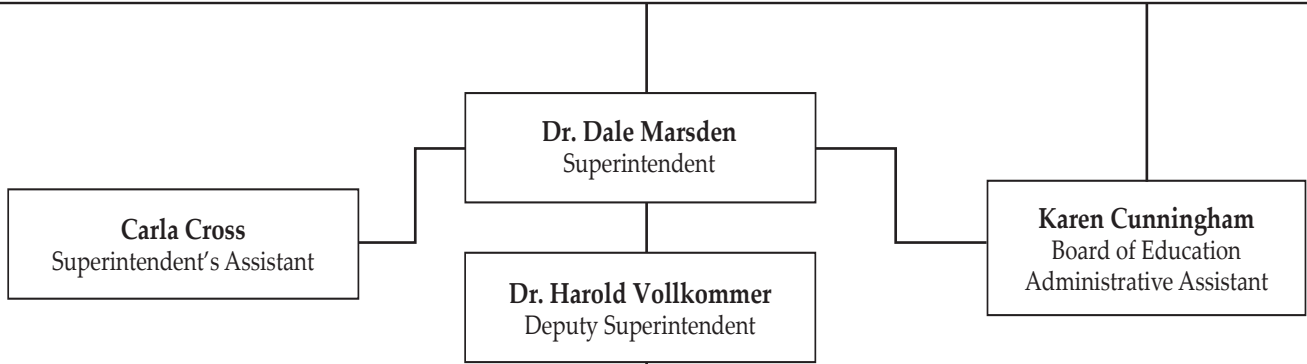 Dr. Dale Marsden
Superintendent
Carla Cross
Superintendent’s Assistant
Karen Cunningham
Board of Education
Administrative Assistant
Dr. Harold Vollkommer
Deputy Superintendent